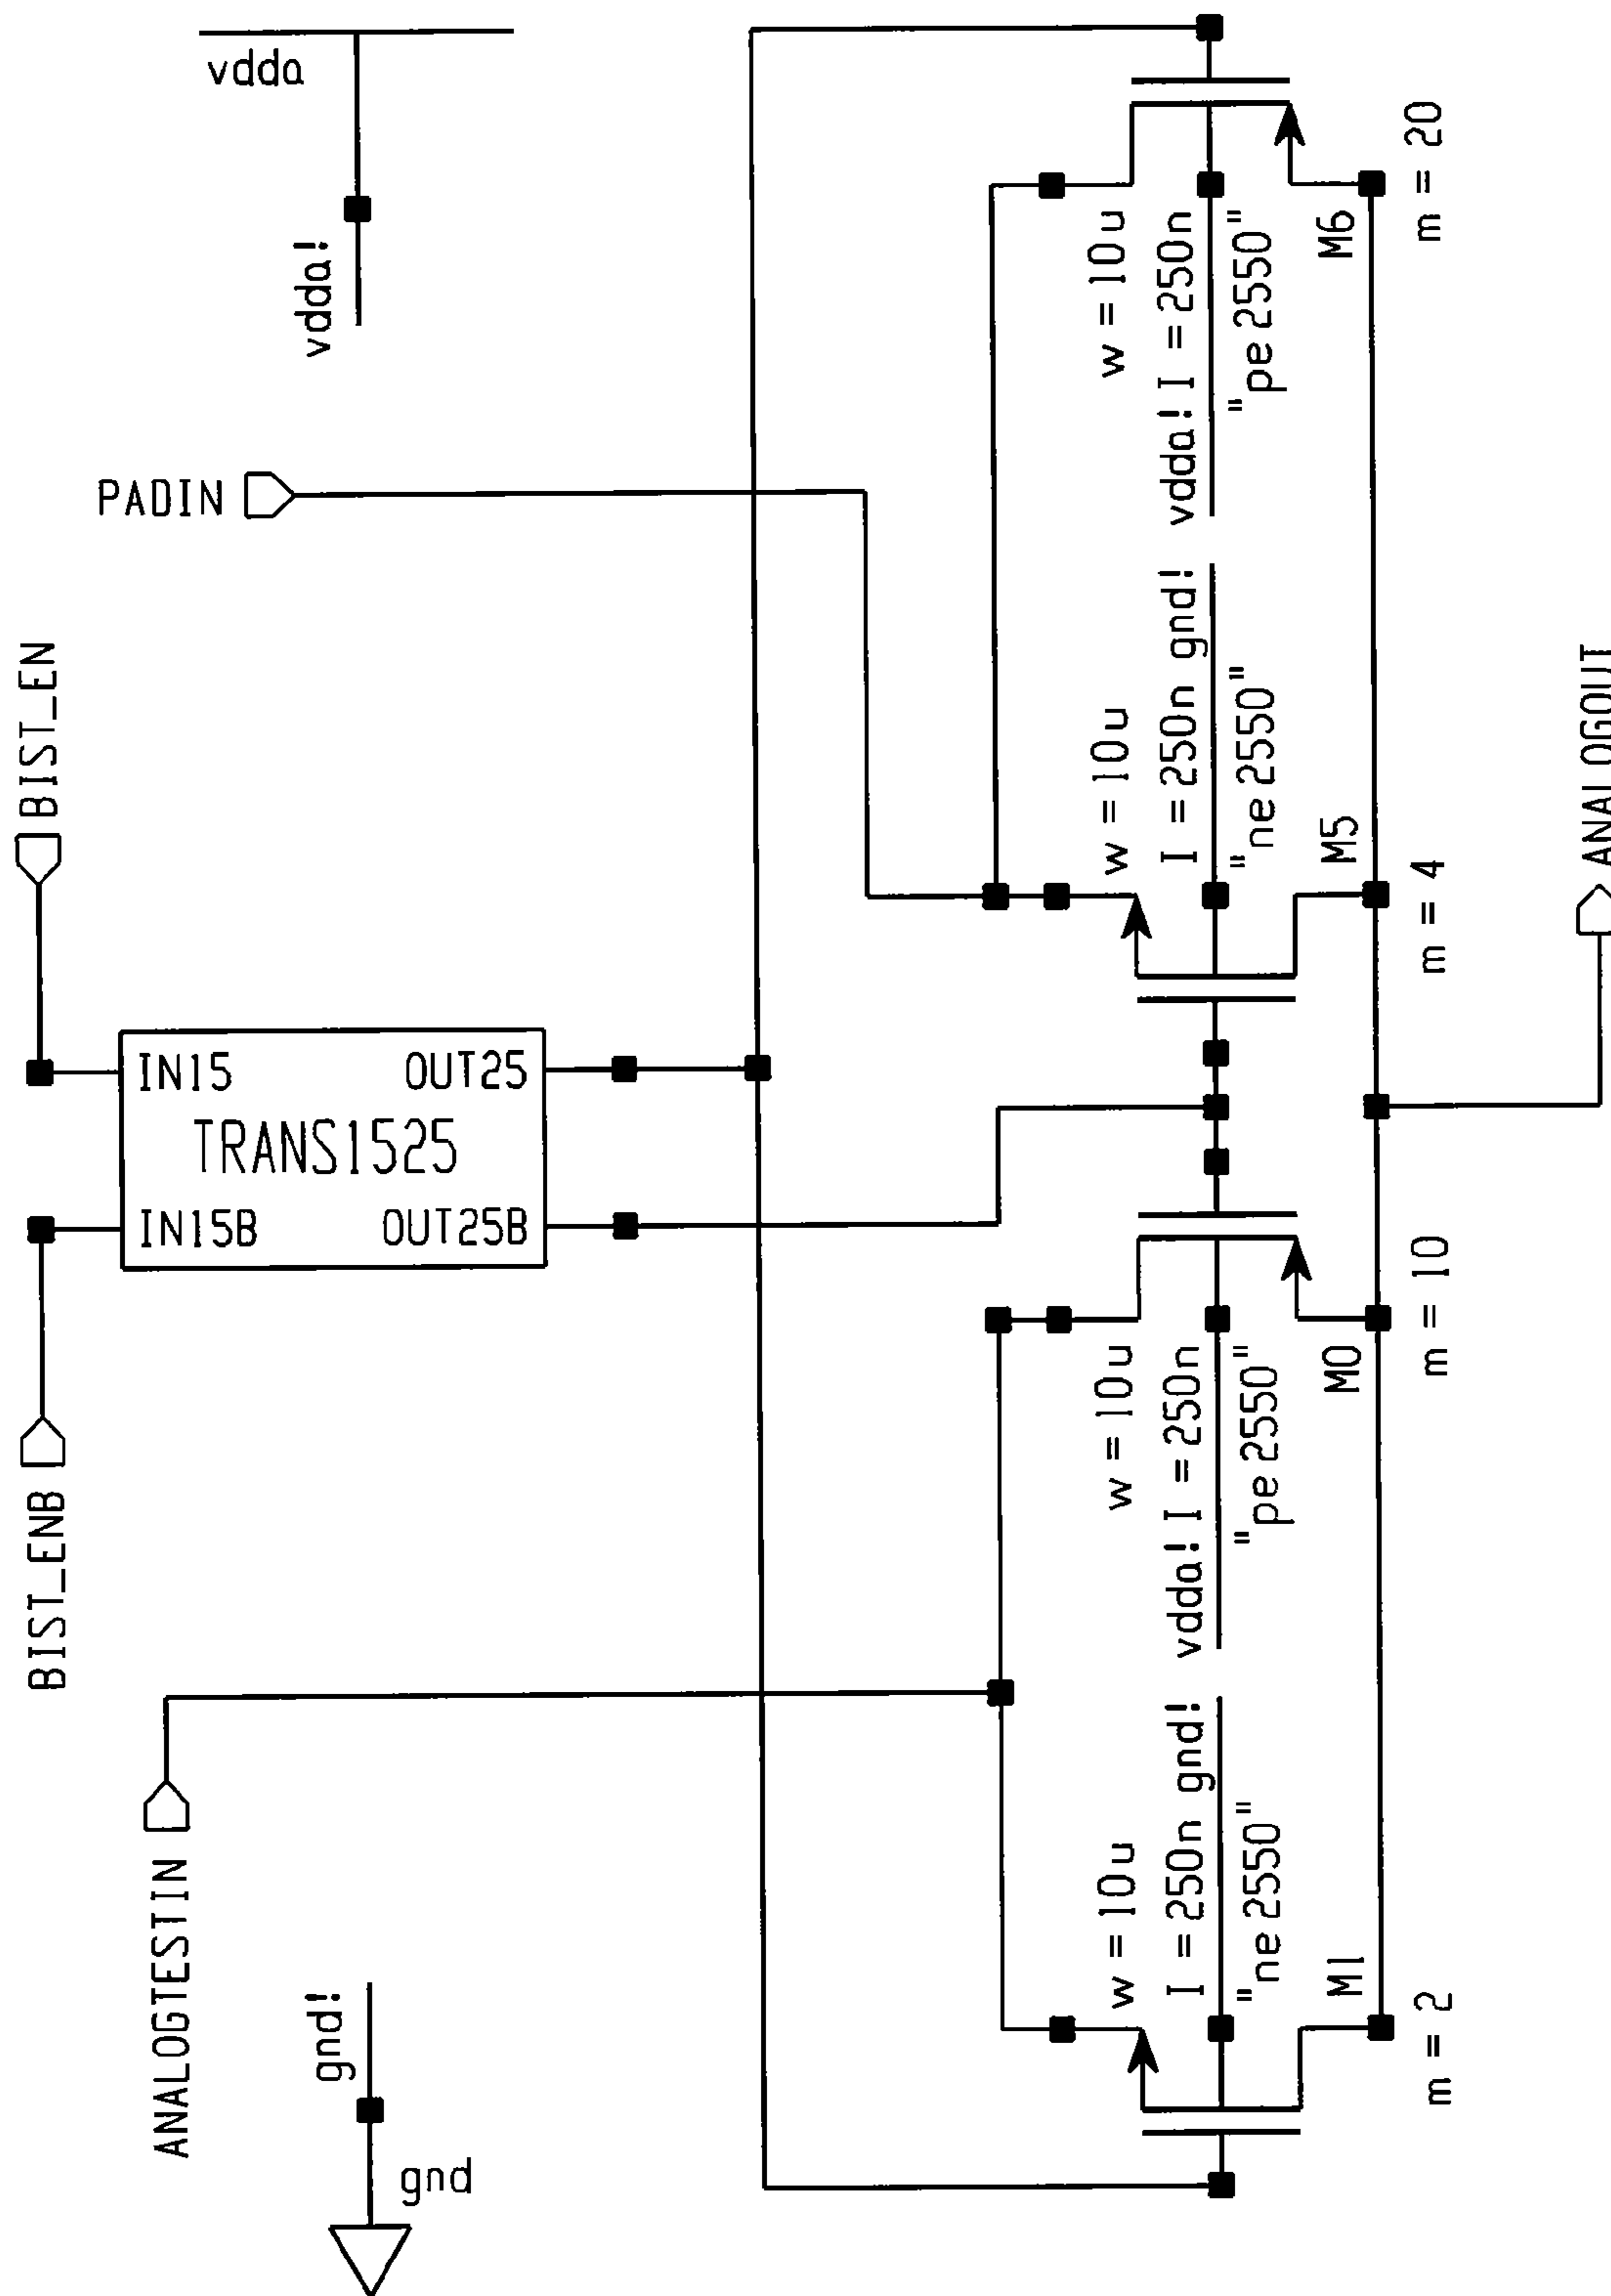 vdda
vdda!
PADIN
BIST_EN
IN15
OUT25
TRANS1525
IN15B
OUT25B
BIST_ENB
ANALOGTESTIN
gnd!
gnd
w = 10u
vdda! I = 250n
"pe2550"
M6
m = 20
w = 10u
I = 250n gnd!
"ne2550"
M5
m = 4
ANALOGOUT
w = 10u
vdda! I = 250n
"pe2550"
M0
m = 10
w = 10u
I = 250n gnd!
"ne2550"
M1
m = 2